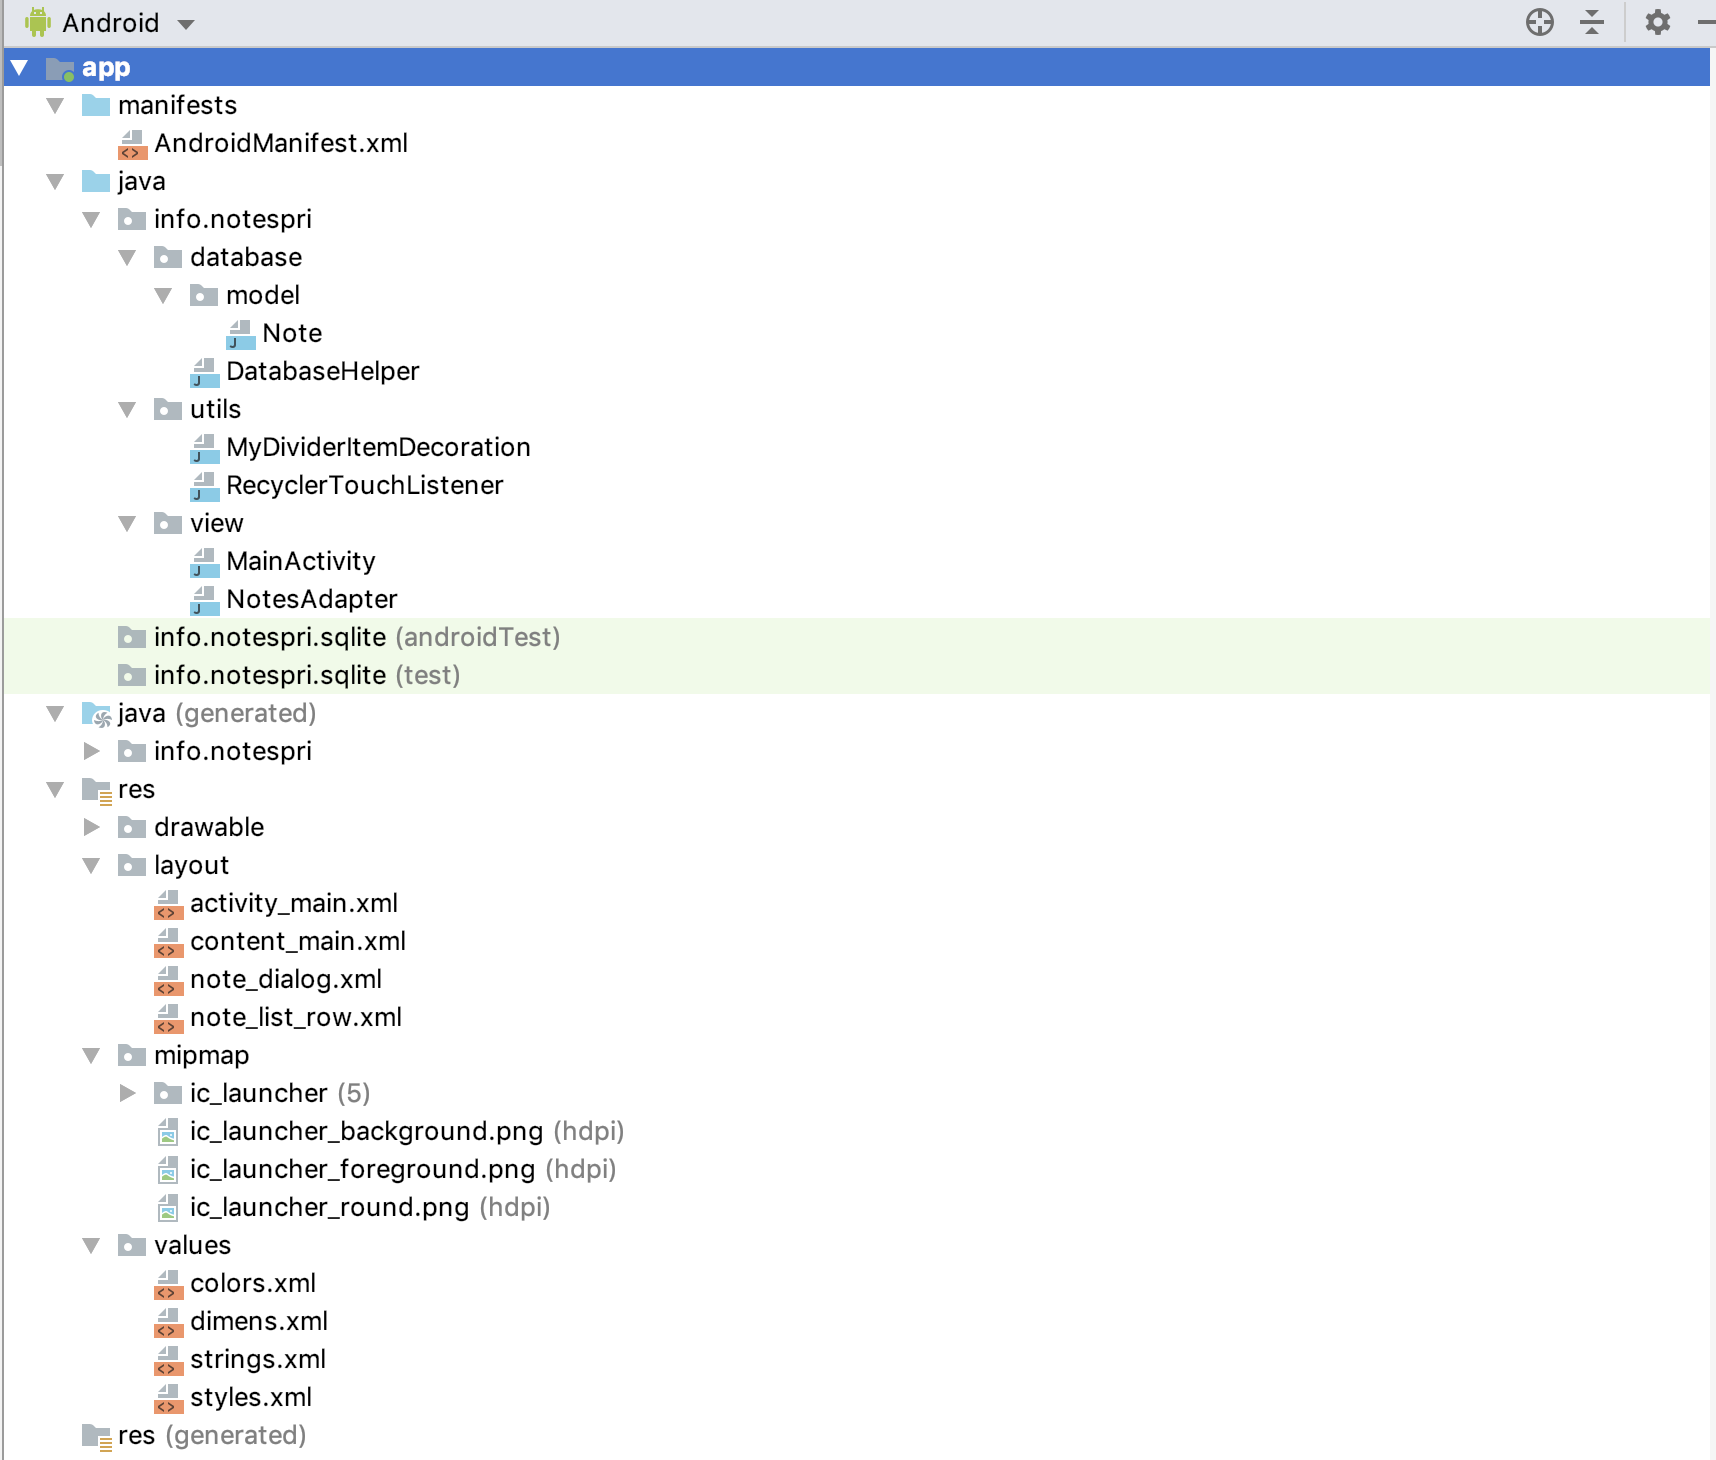 Android
app
manifests
AndroidManifest.xml
java
info.notespri
database
model
Note
DatabaseHelper
utils
MyDividerItemDecoration
RecyclerTouchListener
view
MainActivity
NotesAdapter
info.notespri.sqlite (androidTest)
info.notespri.sqlite (test)
java (generated)
info.notespri
res
drawable
layout
activity_main.xml
content_main.xml
note_dialog.xml
note_list_row.xml
mipmap
ic_launcher (5)
ic_launcher_background.png (hdpi)
ic_launcher_foreground.png (hdpi)
ic_launcher_round.png (hdpi)
values
colors.xml
dimens.xml
strings.xml
styles.xml
res (generated)